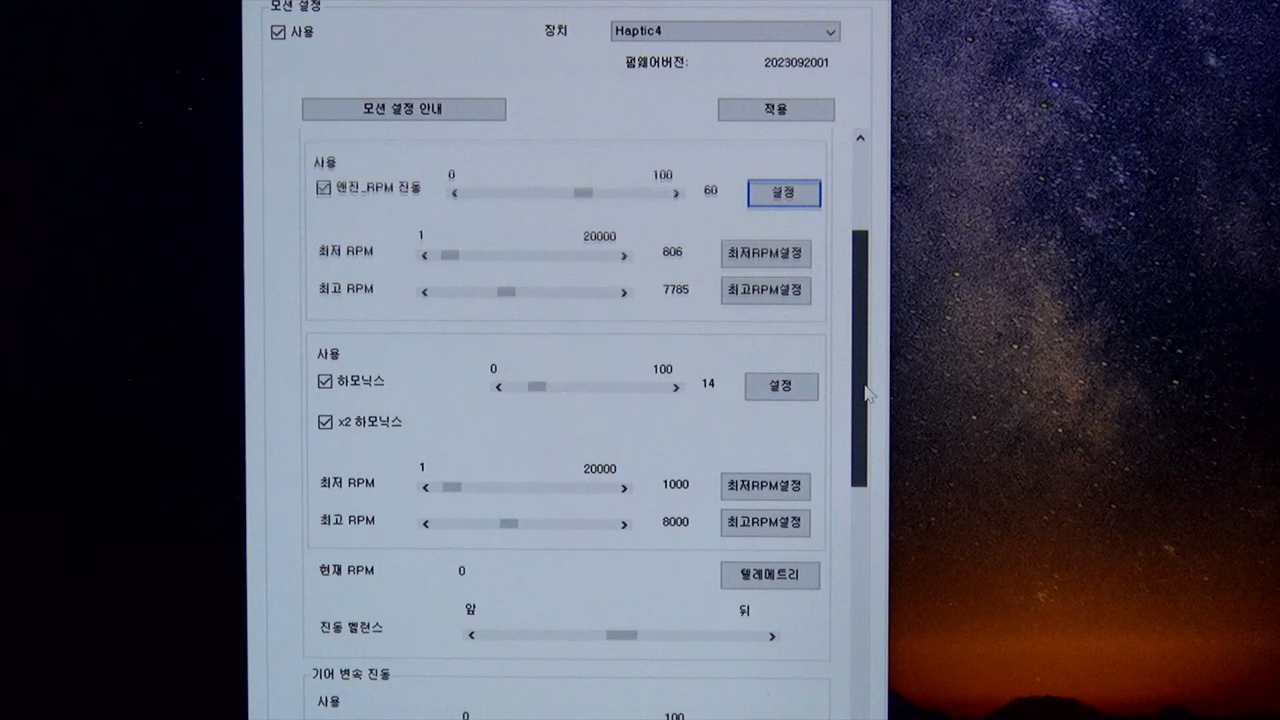 모션 설정
사용
장치
Haptic4
펌웨어버전:
2023092001
모션 설정 안내
적용
사용
0
100
엔진_RPM 진동
60
설정
1
20000
최저 RPM
806
최저RPM설정
최고 RPM
7785
최고RPM설정
사용
0
100
하모닉스
14
설정
x2 하모닉스
1
20000
최저 RPM
1000
최저RPM설정
최고 RPM
8000
최고RPM설정
현재 RPM
0
텔레메트리
앞
뒤
진동 벨런스
기어 변속 진동
사용
0
100